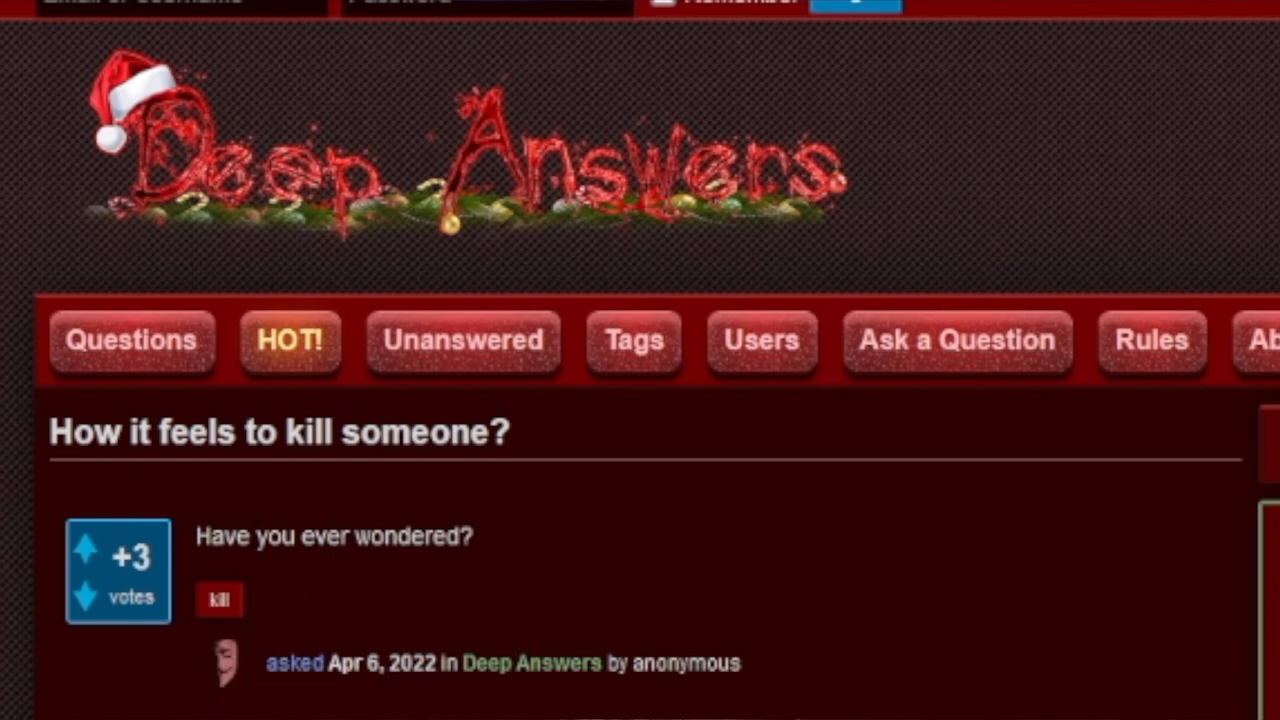 Deep Answers
Questions HOT! Unanswered Tags Users Ask a Question Rules
How it feels to kill someone?
Have you ever wondered?
+3
votes
kill
asked Apr 6, 2022 in Deep Answers by anonymous